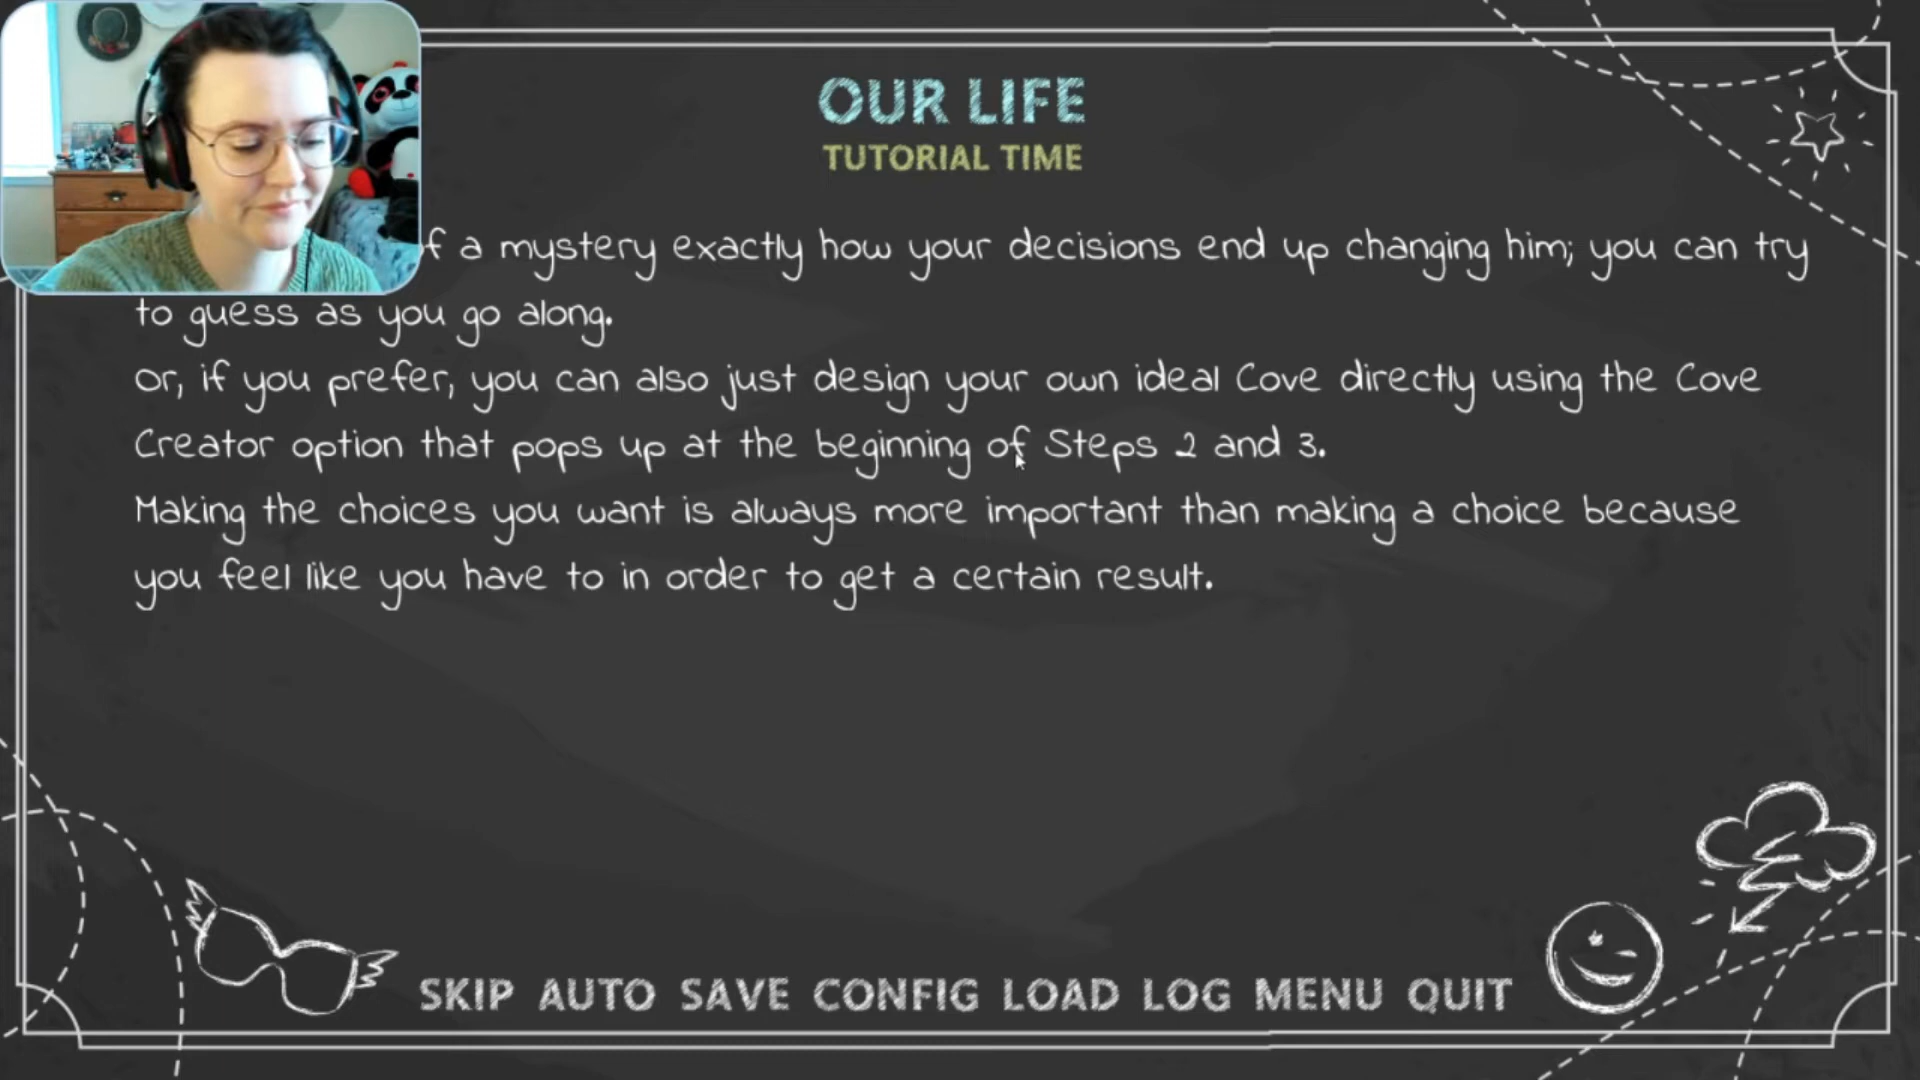 OUR LIFE
TUTORIAL TIME
of a mystery exactly how your decisions end up changing him; you can try
to guess as you go along.
Or, if you prefer, you can also just design your own ideal Cove directly using the Cove
Creator option that pops up at the beginning of Steps 2 and 3.
Making the choices you want is always more important than making a choice because
you feel like you have to in order to get a certain result.
SKIP AUTO SAVE CONFIG LOAD LOG MENU QUIT